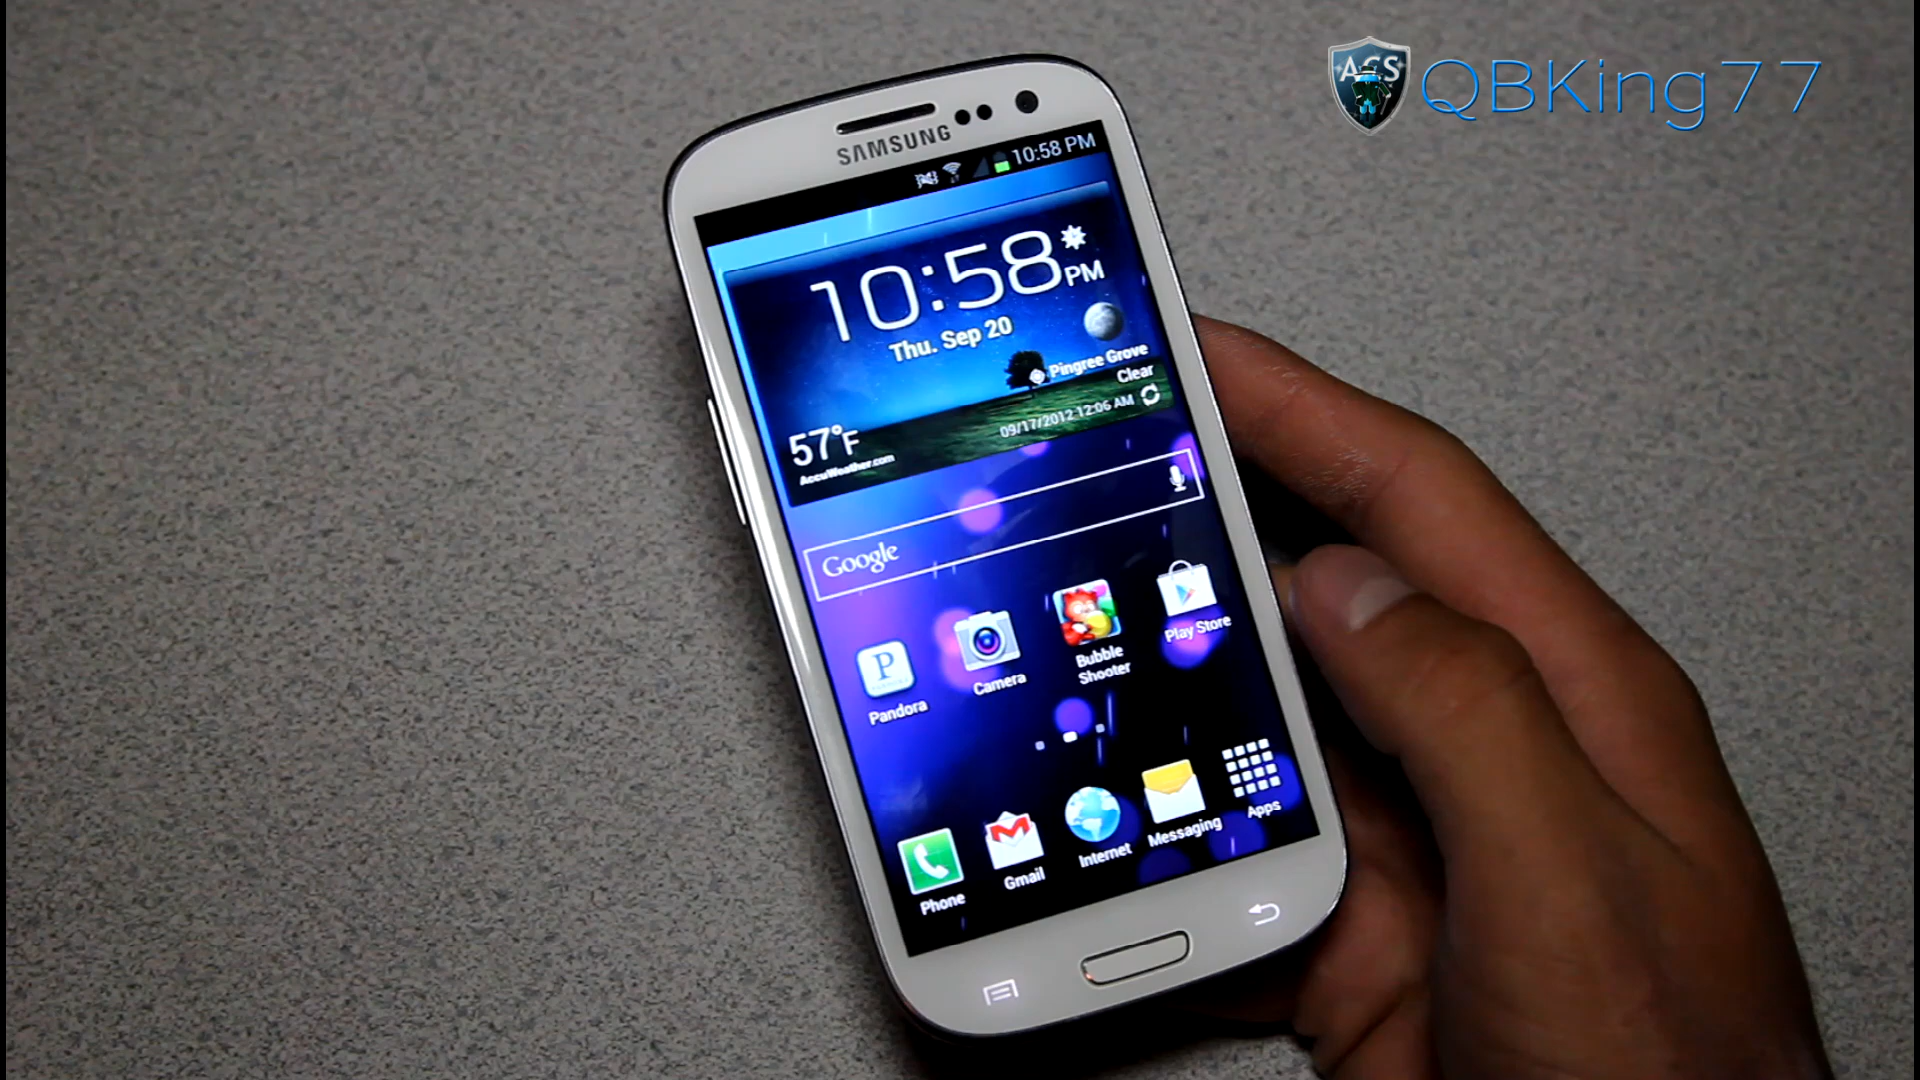 ACS QBKing77
SAMSUNG
10:58 PM
10:58
PM
Thu. Sep 20
Pingree Grove
Clear
09/17/2012 12:06 AM
57°F
AccuWeather.com
Google
P
Pandora
Camera
Bubble
Shooter
Play Store
Phone
Gmail
Internet
Messaging
Apps